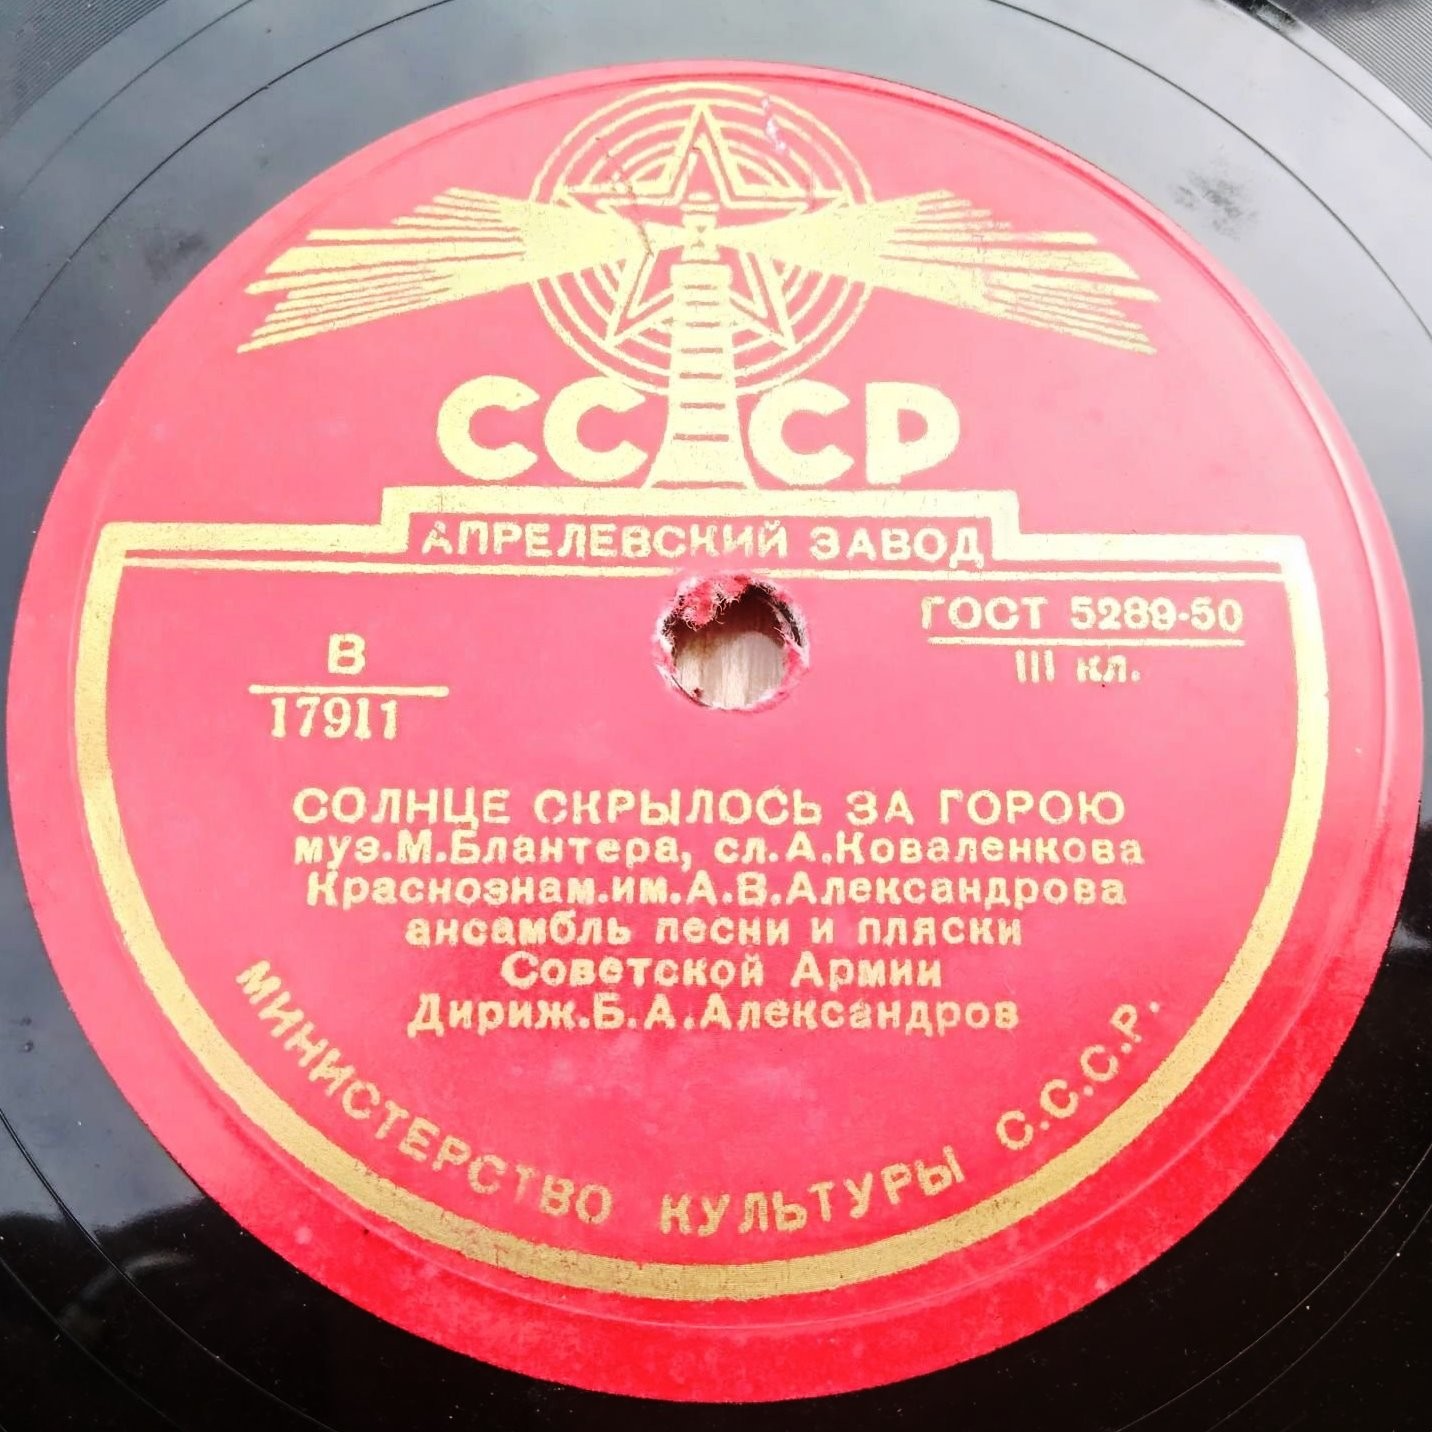 СССР
АПРЕЛЕВСКИЙ ЗАВОД
ГОСТ 5289-50
III кл.
В
17911
СОЛНЦЕ СКРЫЛОСЬ ЗА ГОРОЮ
муз.М.Блантера, сл.А.Коваленкова
Краснознам.им.А.В.Александрова
ансамбль песни и пляски
Советской Армии
Дириж.Б.А.Александров
МИНИСТЕРСТВО КУЛЬТУРЫ С.С.С.Р.